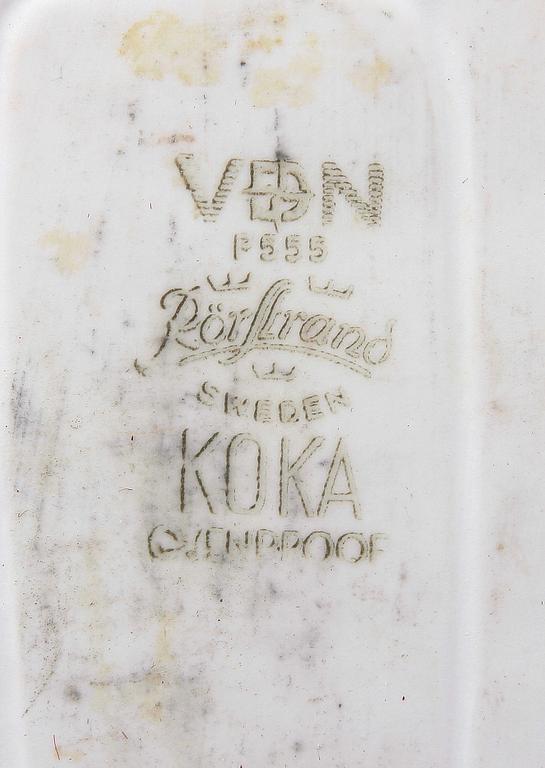 VDN
F555
Rörstrand
SWEDEN
KOKA
OVENPROOF